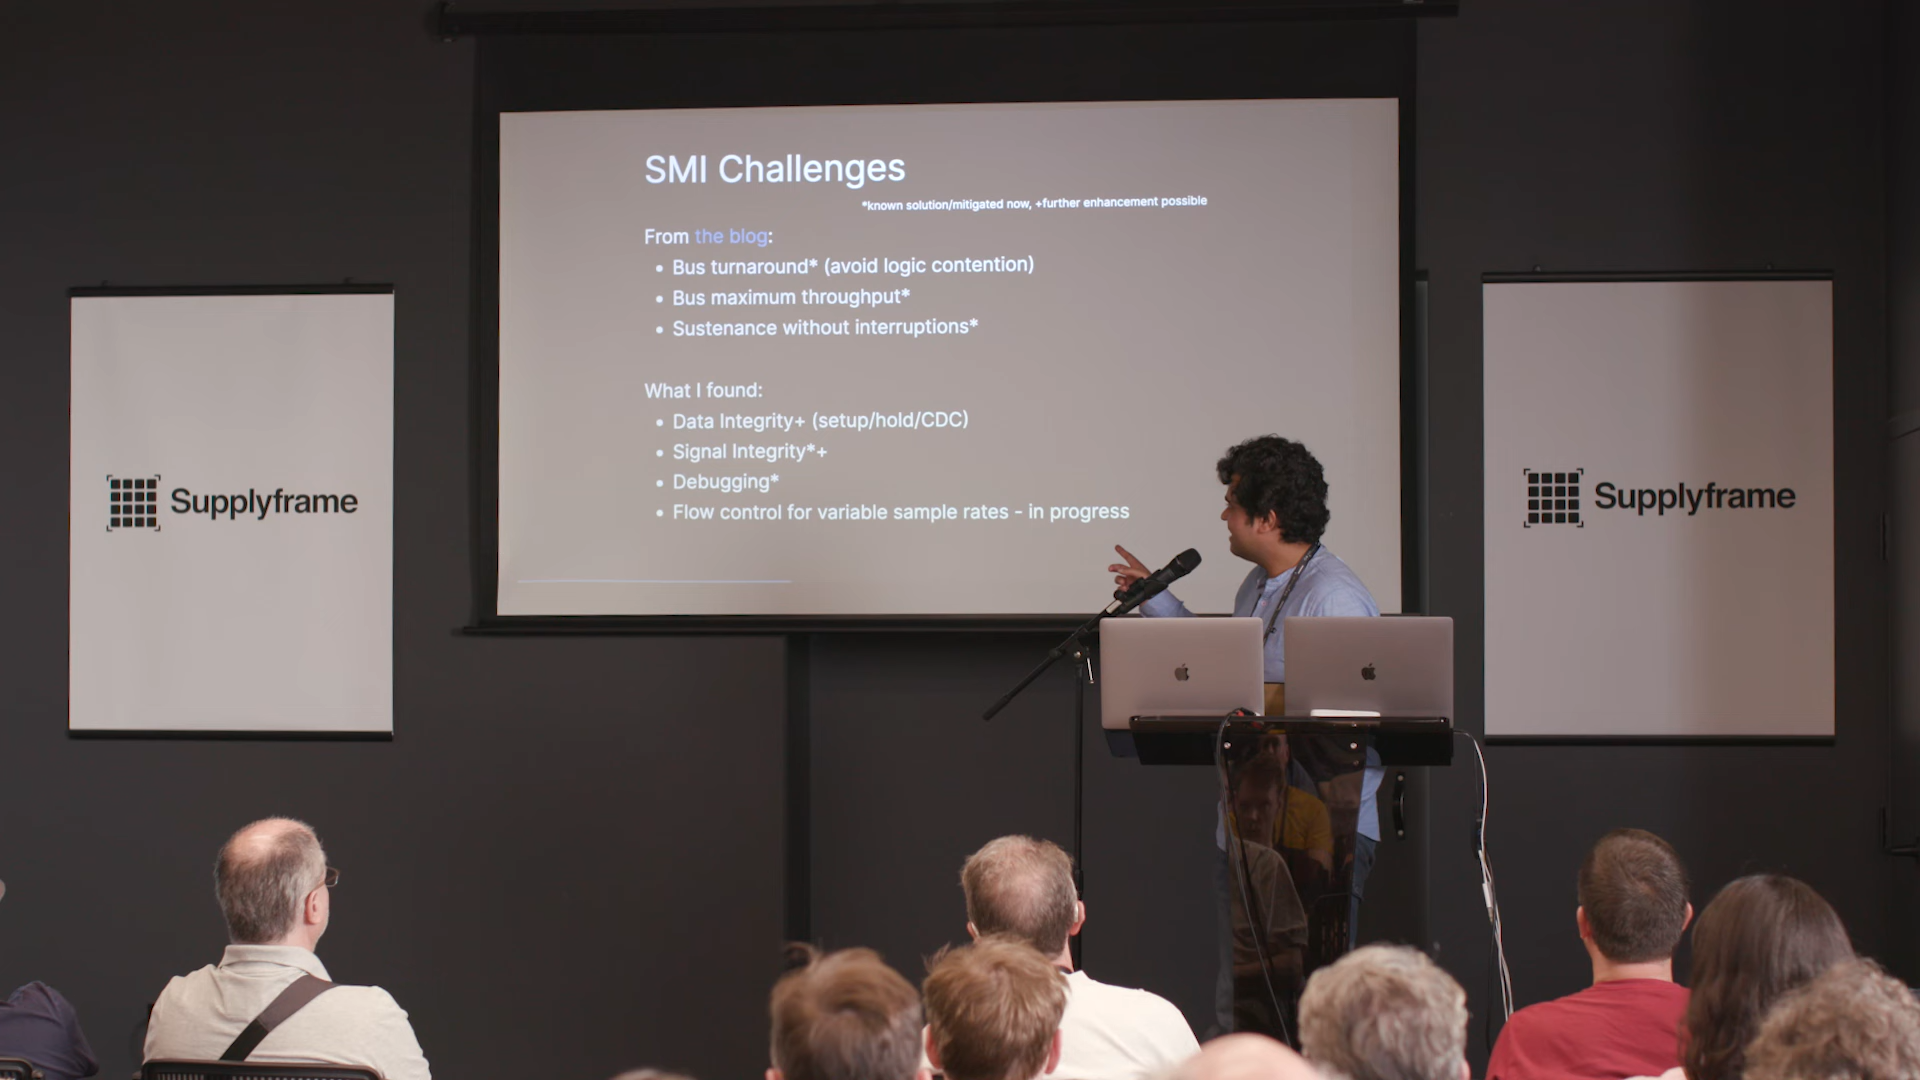 SMI Challenges
*known solution/mitigated now, +further enhancement possible
From the blog:
• Bus turnaround* (avoid logic contention)
• Bus maximum throughput*
• Sustenance without interruptions*
What I found:
• Data Integrity+ (setup/hold/CDC)
• Signal Integrity*+
• Debugging*
• Flow control for variable sample rates - in progress
Supplyframe
Supplyframe